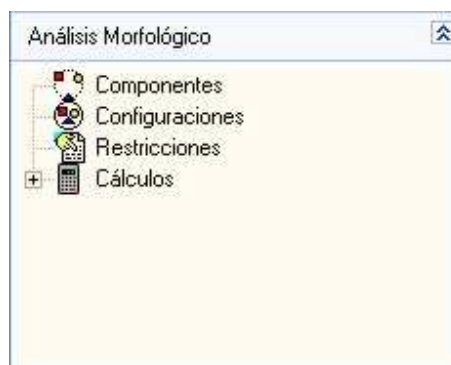 Análisis Morfológico
Componentes
Configuraciones
Restricciones
Cálculos